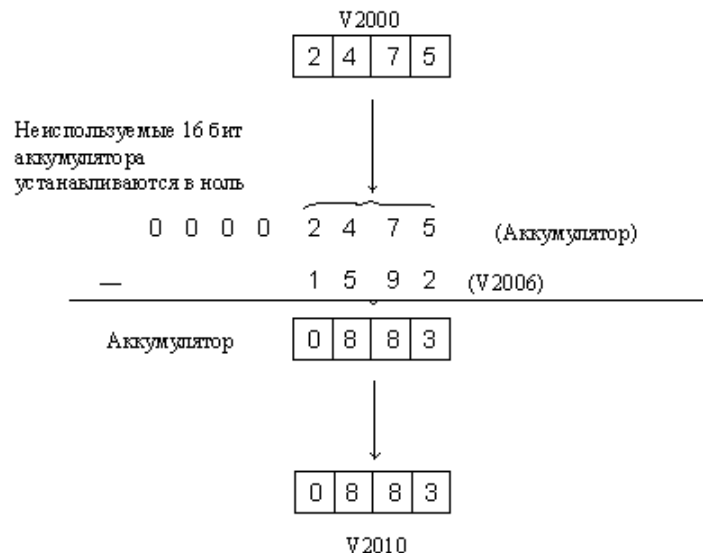 V2000
2 4 7 5
Неиспользуемые 16 бит
аккумулятора
устанавливаются в ноль
0 0 0 0 2 4 7 5 (Аккумулятор)
— 1 5 9 2 (V2006)
Аккумулятор 0 8 8 3
0 8 8 3
V2010